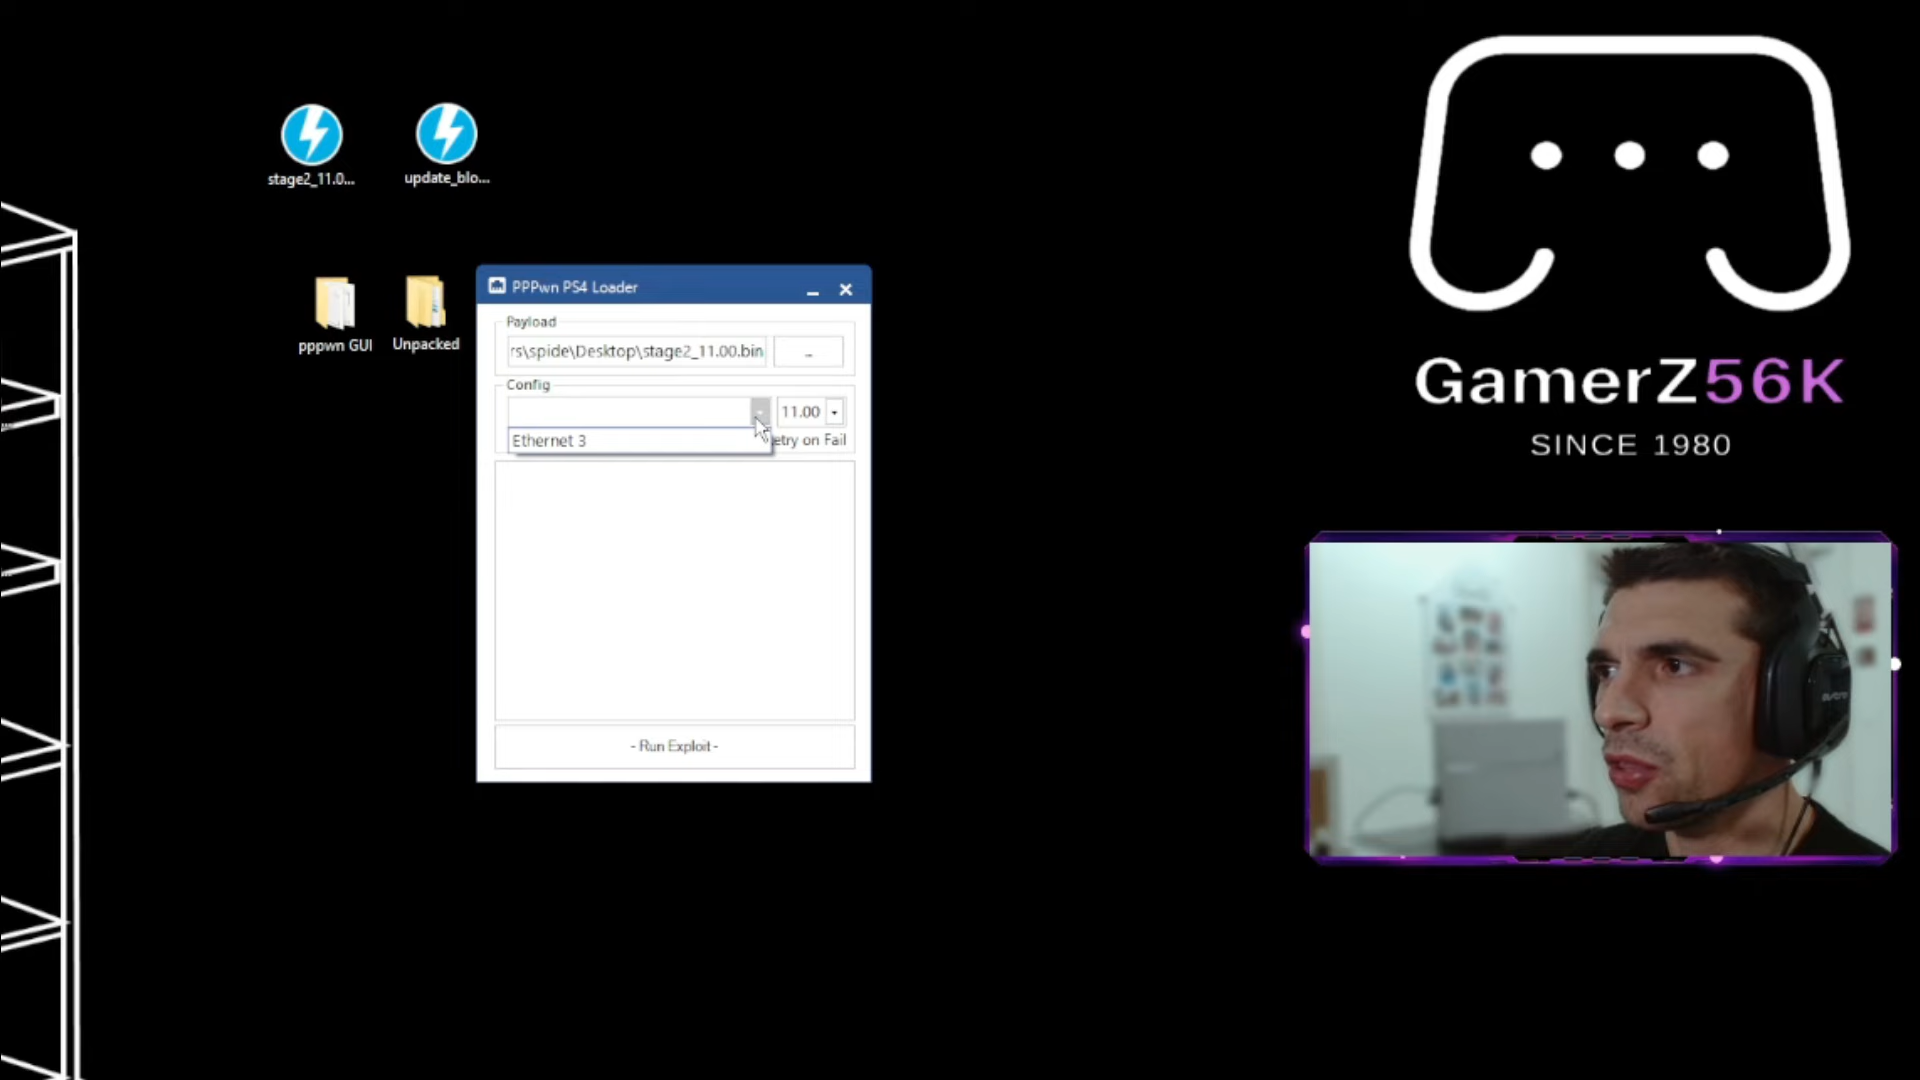 stage2_11.0...
update_blo...
pppwn GUI
Unpacked
PPPwn PS4 Loader
Payload
rs\spide\Desktop\stage2_11.00.bin
..
Config
11.00
Ethernet 3
etry on Fail
- Run Exploit -
GamerZ56K
SINCE 1980